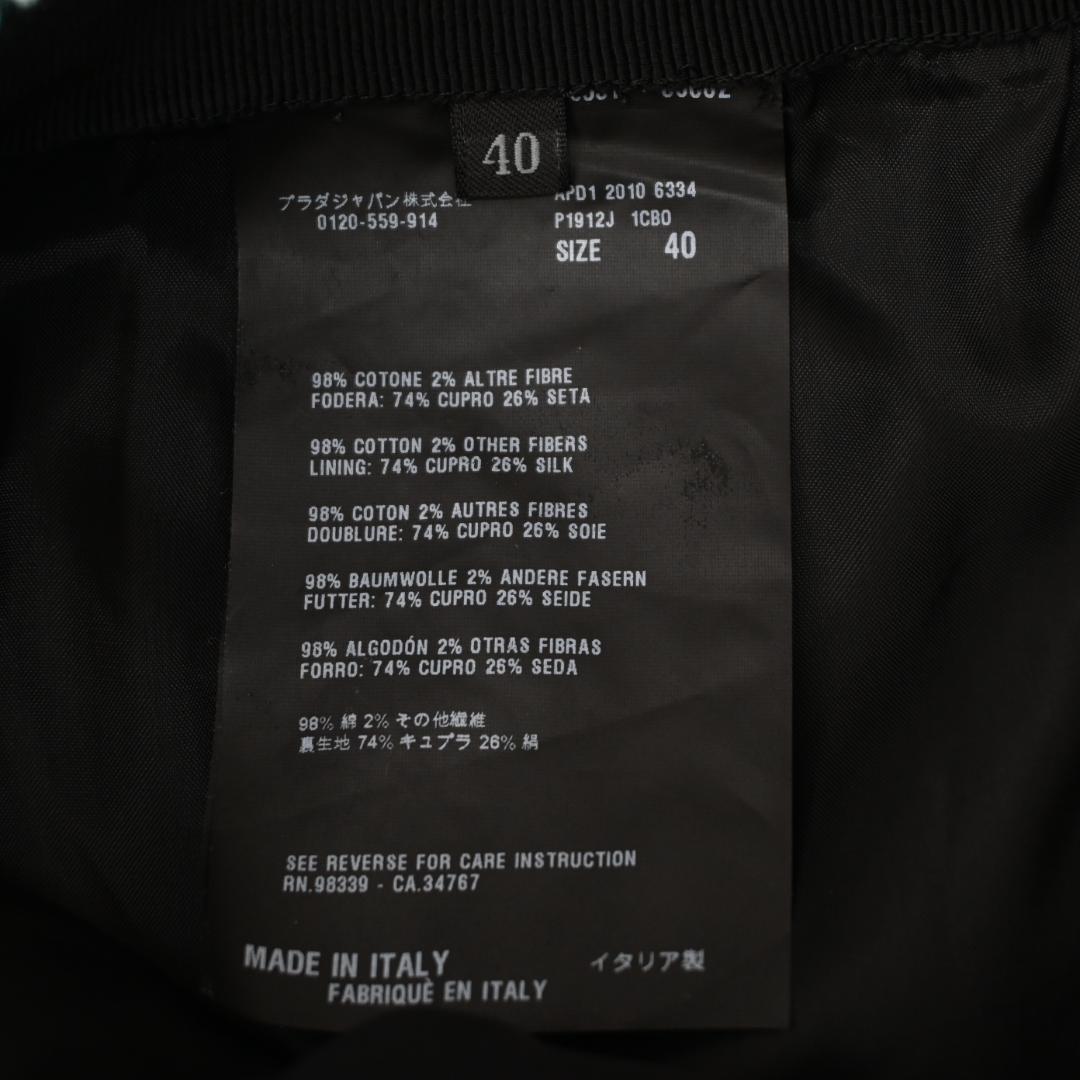 40
プラダジャパン株式会社
0120-559-914
APD1 2010 6334
P1912J 1CBO
SIZE 40
98% COTONE 2% ALTRE FIBRE
FODERA: 74% CUPRO 26% SETA
98% COTTON 2% OTHER FIBERS
LINING: 74% CUPRO 26% SILK
98% COTON 2% AUTRES FIBRES
DOUBLURE: 74% CUPRO 26% SOIE
98% BAUMWOLLE 2% ANDERE FASERN
FUTTER: 74% CUPRO 26% SEIDE
98% ALGODÓN 2% OTRAS FIBRAS
FORRO: 74% CUPRO 26% SEDA
98% 綿 2% その他繊維
裏生地 74% キュプラ 26% 絹
SEE REVERSE FOR CARE INSTRUCTION
RN.98339 - CA.34767
MADE IN ITALY イタリア製
FABRIQUÈ EN ITALY